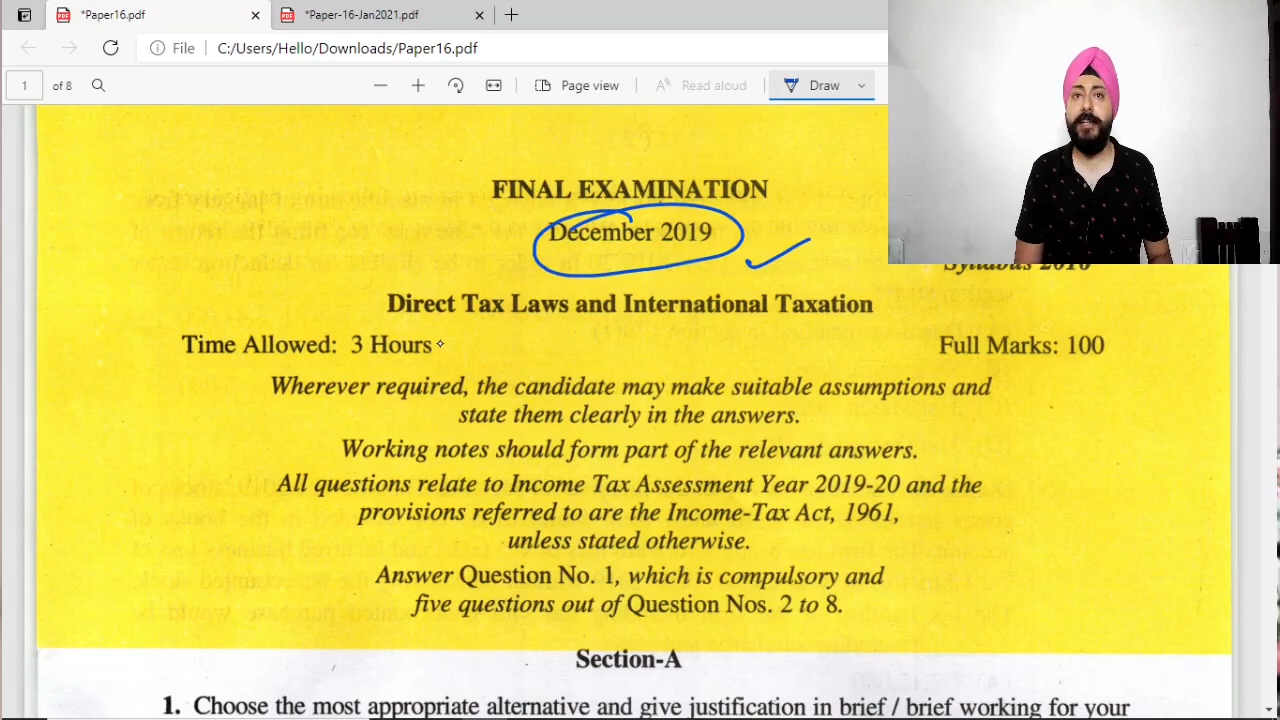 *Paper16.pdf
*Paper-16-Jan2021.pdf
File
C:/Users/Hello/Downloads/Paper16.pdf
1 of 8
Page view
Read aloud
Draw
FINAL EXAMINATION
December 2019
Syllabus 2016
Direct Tax Laws and International Taxation
Time Allowed: 3 Hours
Full Marks: 100
Wherever required, the candidate may make suitable assumptions and
state them clearly in the answers.
Working notes should form part of the relevant answers.
All questions relate to Income Tax Assessment Year 2019-20 and the
provisions referred to are the Income-Tax Act, 1961,
unless stated otherwise.
Answer Question No. 1, which is compulsory and
five questions out of Question Nos. 2 to 8.
Section-A
1. Choose the most appropriate alternative and give justification in brief / brief working for your